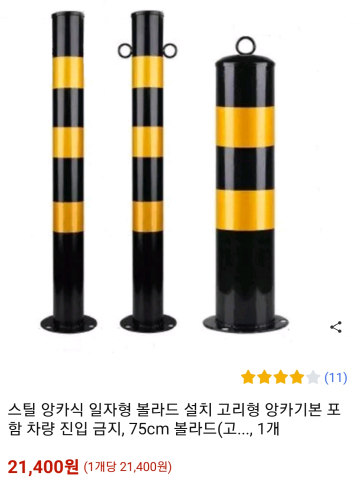 (11)
스틸 앙카식 일자형 볼라드 설치 고리형 앙카기본 포
함 차량 진입 금지, 75cm 볼라드(고..., 1개
21,400원 (1개당 21,400원)